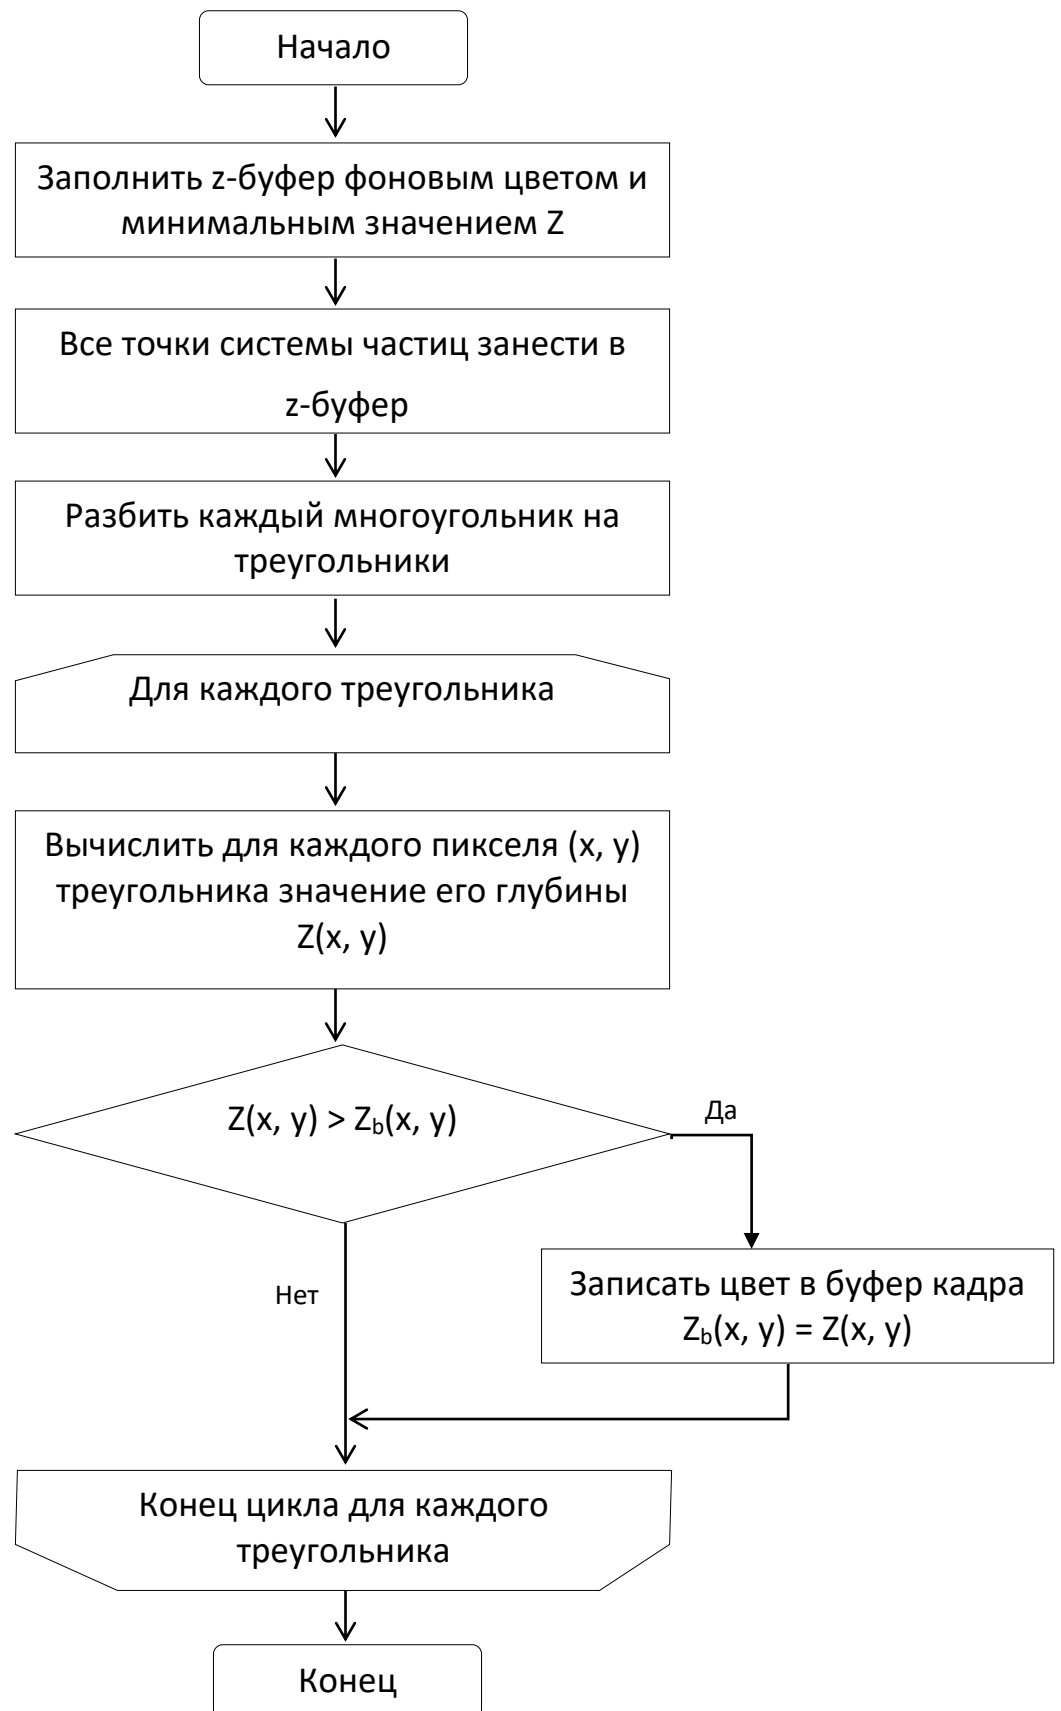 Начало
Заполнить z-буфер фоновым цветом и
минимальным значением Z
Все точки системы частиц занести в
z-буфер
Разбить каждый многоугольник на
треугольники
Для каждого треугольника
Вычислить для каждого пикселя (x, y)
треугольника значение его глубины
Z(x, y)
Z(x, y) > Zb(x, y)
Да
Нет
Записать цвет в буфер кадра
Zb(x, y) = Z(x, y)
Конец цикла для каждого
треугольника
Конец